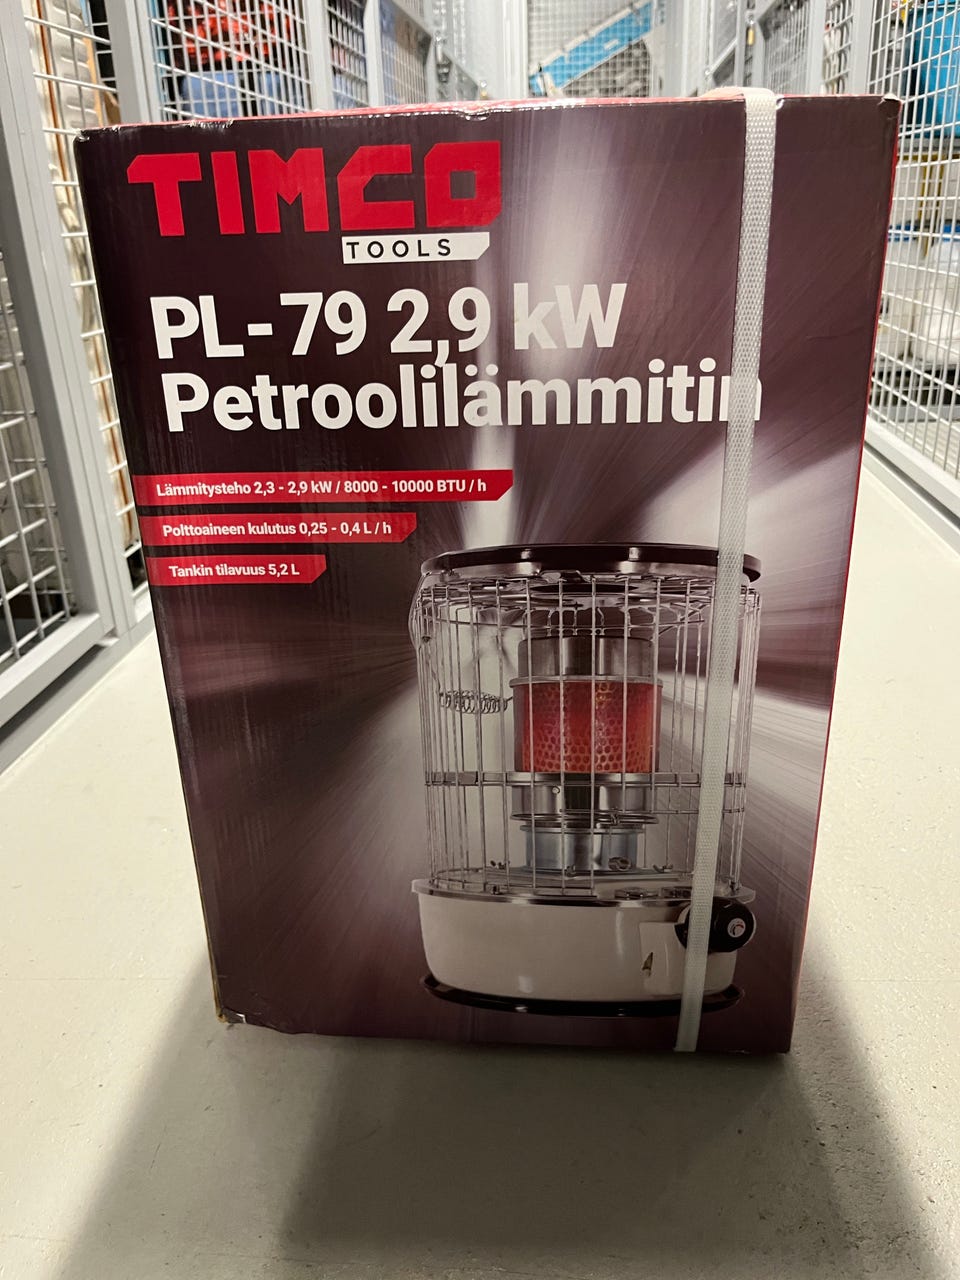 TIMCO
TOOLS
PL-79 2,9 kW
Petroolilämmitin
Lämmitysteho 2,3 - 2,9 kW / 8000 - 10000 BTU / h
Polttoaineen kulutus 0,25 - 0,4 L / h
Tankin tilavuus 5,2 L